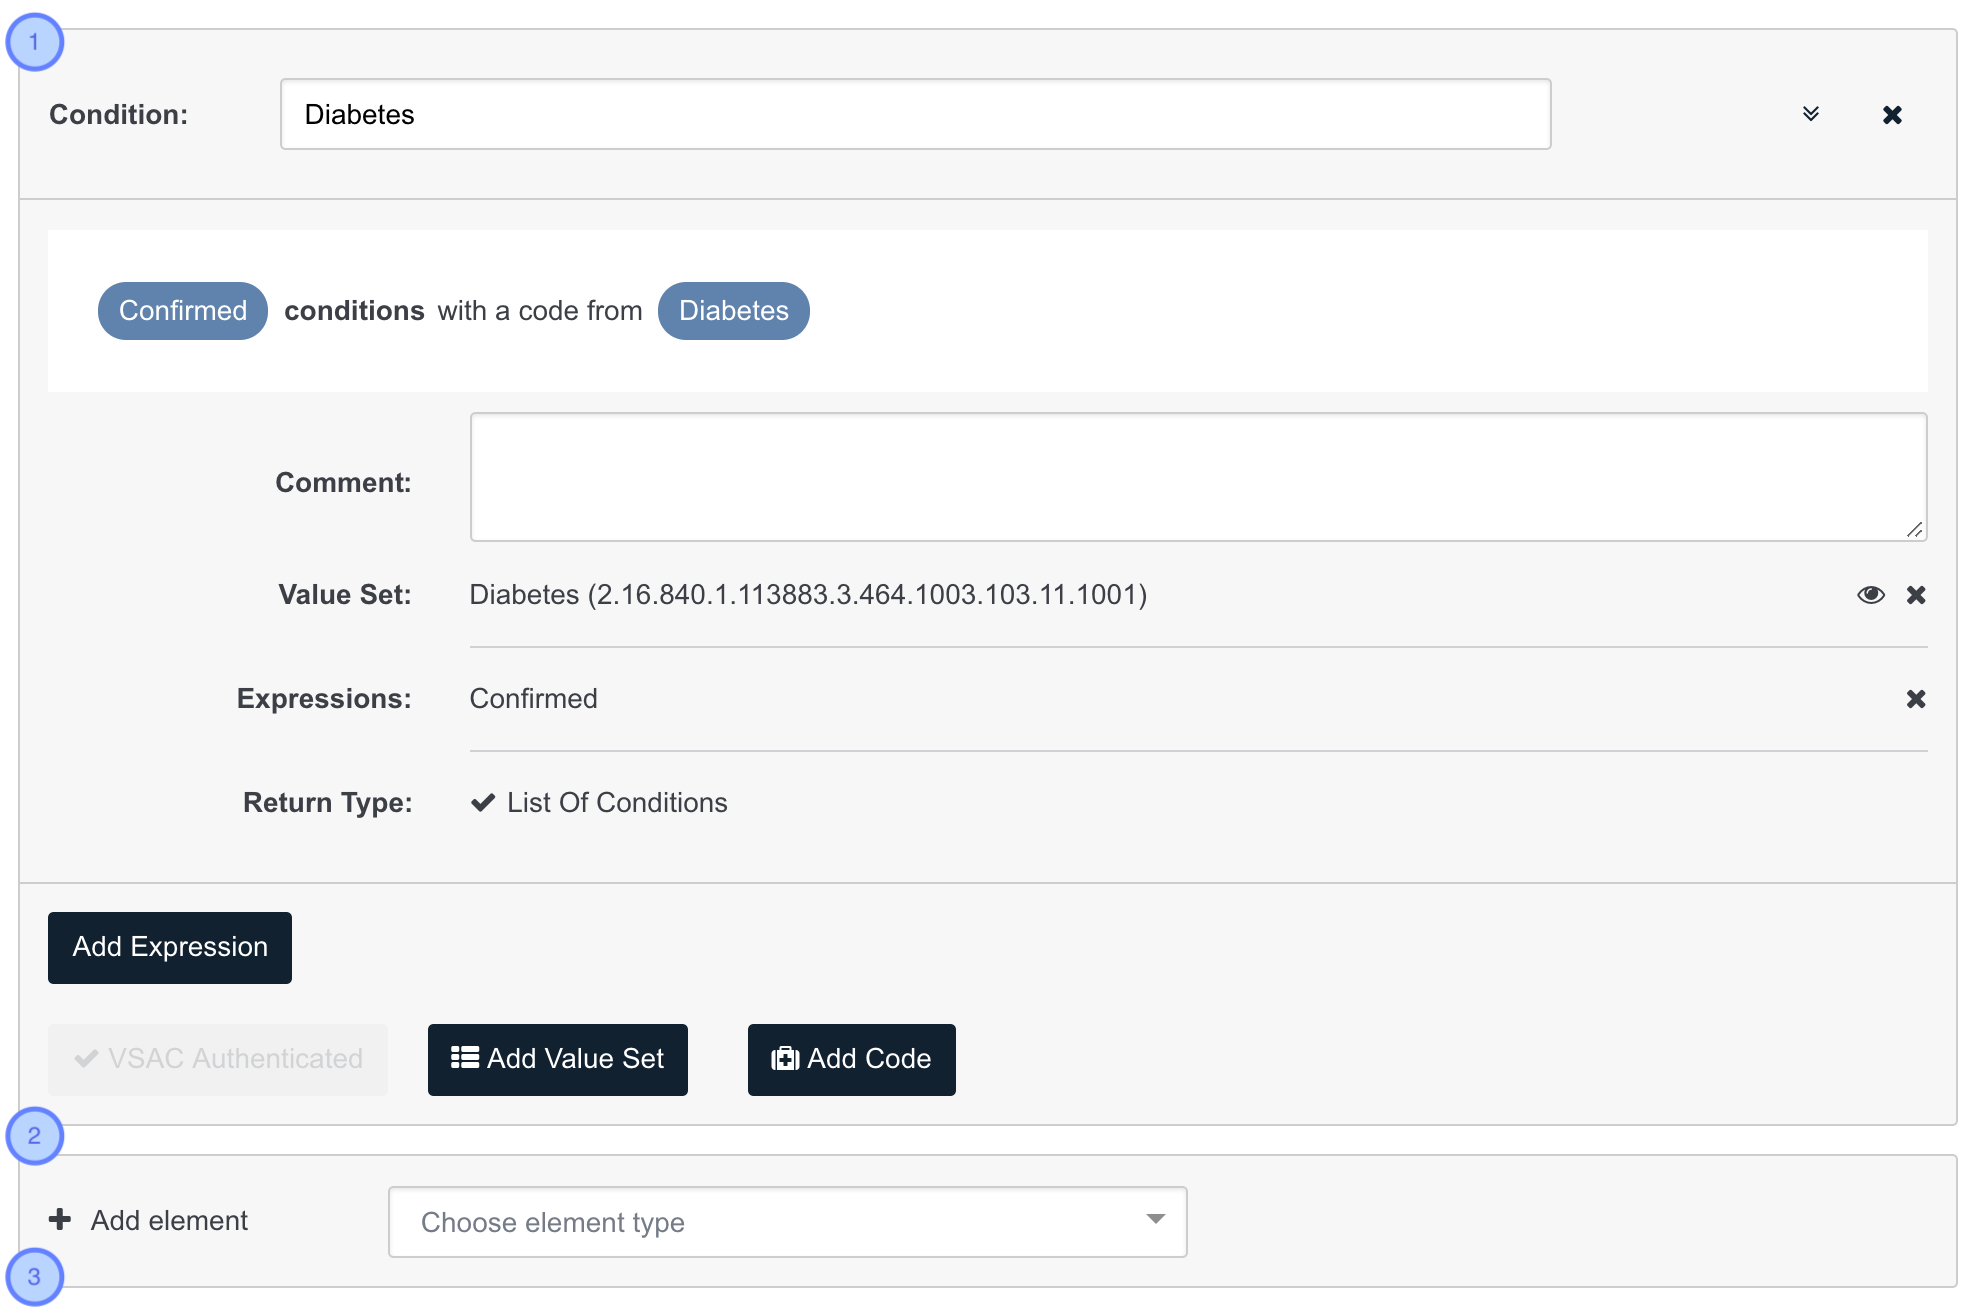 1
Condition: Diabetes
Confirmed conditions with a code from Diabetes
Comment:
Value Set: Diabetes (2.16.840.1.113883.3.464.1003.103.11.1001)
Expressions: Confirmed
Return Type: List Of Conditions
Add Expression
VSAC Authenticated Add Value Set Add Code
2
Add element Choose element type
3